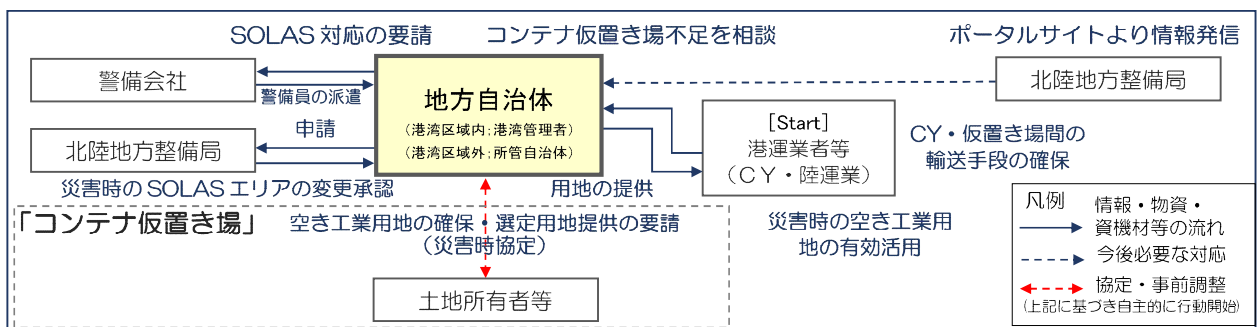 SOLAS 対応の要請
コンテナ仮置き場不足を相談
ポータルサイトより情報発信
警備会社
警備員の派遣
地方自治体
(港湾区域内;港湾管理者)
(港湾区域外;所管自治体)
北陸地方整備局
申請
北陸地方整備局
災害時の SOLAS エリアの変更承認
[Start]
港運業者等
(CY・陸運業)
CY・仮置き場間の
輸送手段の確保
用地の提供
「コンテナ仮置き場」
空き工業用地の確保・選定用地提供の要請
(災害時協定)
災害時の空き工業用
地の有効活用
土地所有者等
凡例
情報・物資・
資機材等の流れ
今後必要な対応
協定・事前調整
(上記に基づき自主的に行動開始)